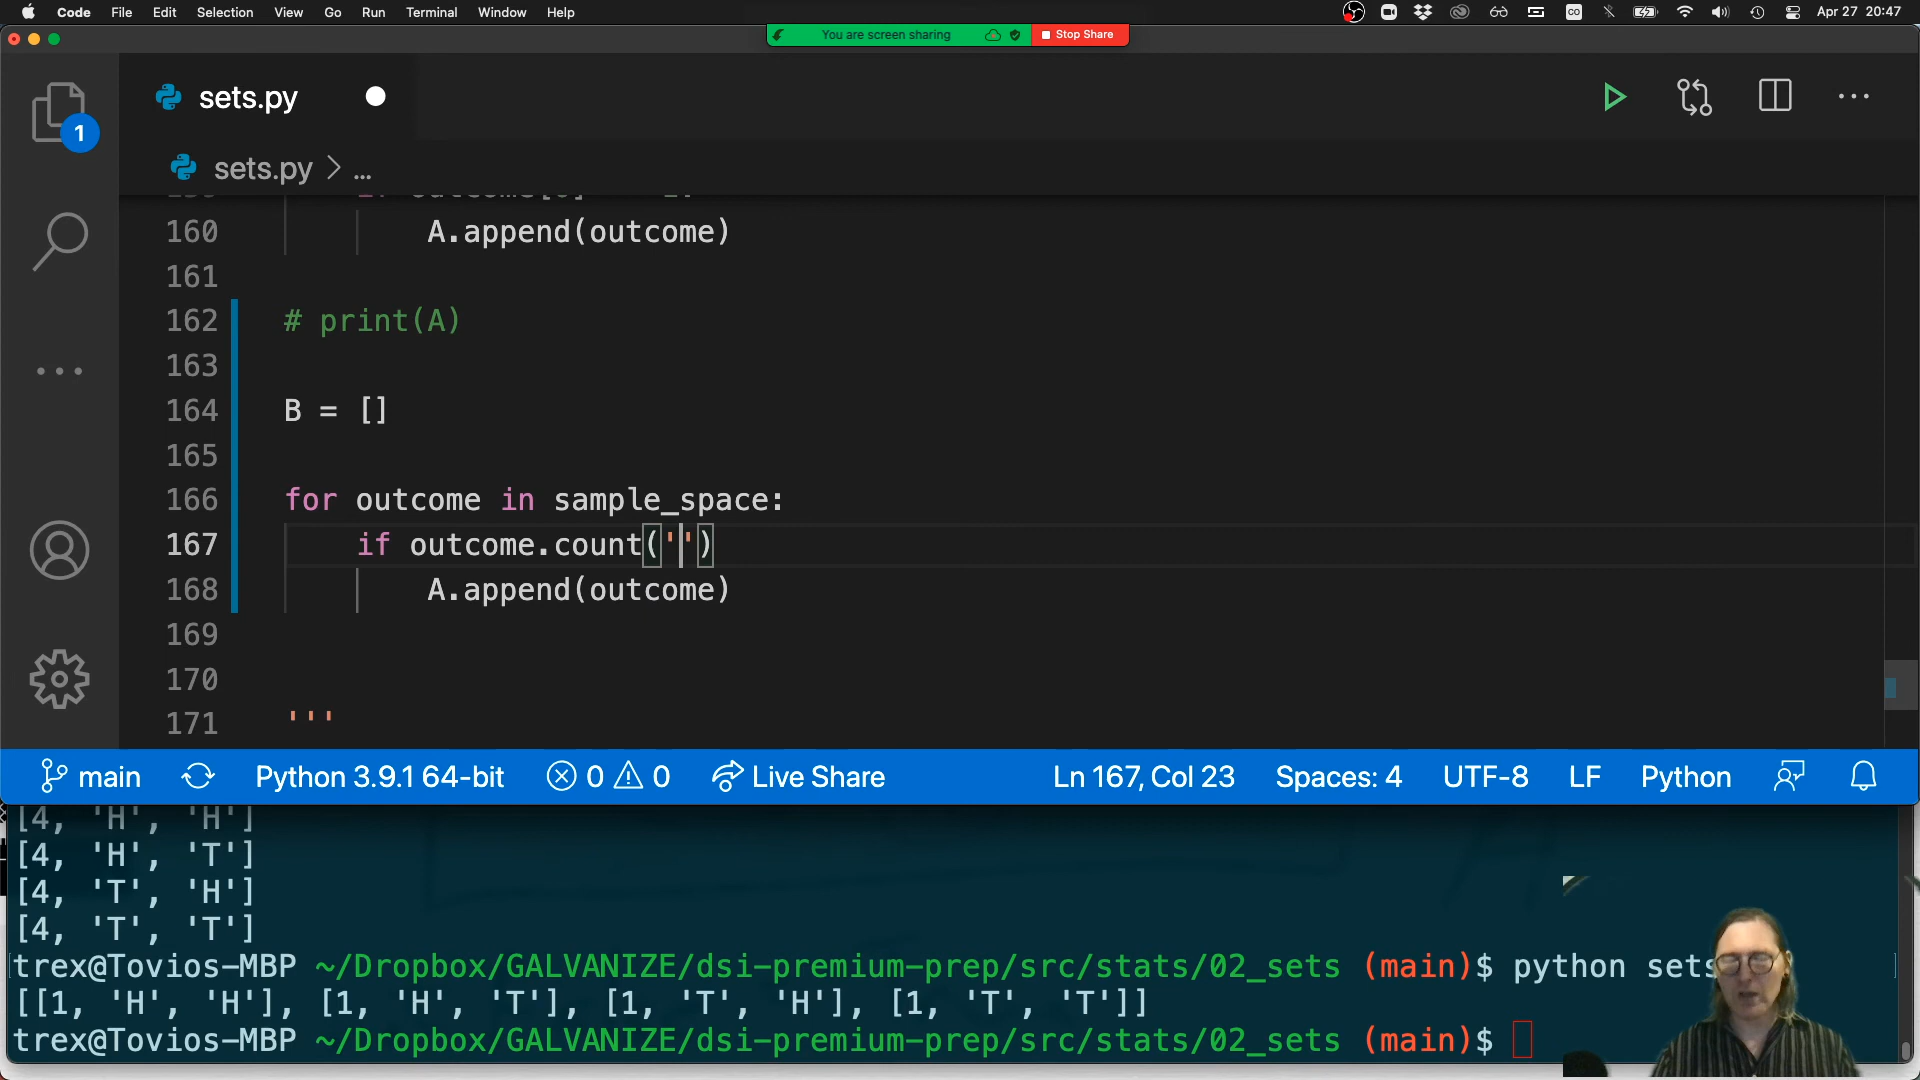 Code File Edit Selection View Go Run Terminal Window Help Apr 27 20:47
You are screen sharing Stop Share
sets.py
1
sets.py > ...
160 A.append(outcome)
161
162 # print(A)
163
164 B = []
165
166 for outcome in sample_space:
167 if outcome.count('')
168 A.append(outcome)
169
170
171 '''
main Python 3.9.1 64-bit 0 0 Live Share Ln 167, Col 23 Spaces: 4 UTF-8 LF Python
[4, 'H', 'H']
[4, 'H', 'T']
[4, 'T', 'H']
[4, 'T', 'T']
trex@Tovios-MBP ~/Dropbox/GALVANIZE/dsi-premium-prep/src/stats/02_sets (main)$ python sets
[[1, 'H', 'H'], [1, 'H', 'T'], [1, 'T', 'H'], [1, 'T', 'T']]
trex@Tovios-MBP ~/Dropbox/GALVANIZE/dsi-premium-prep/src/stats/02_sets (main)$